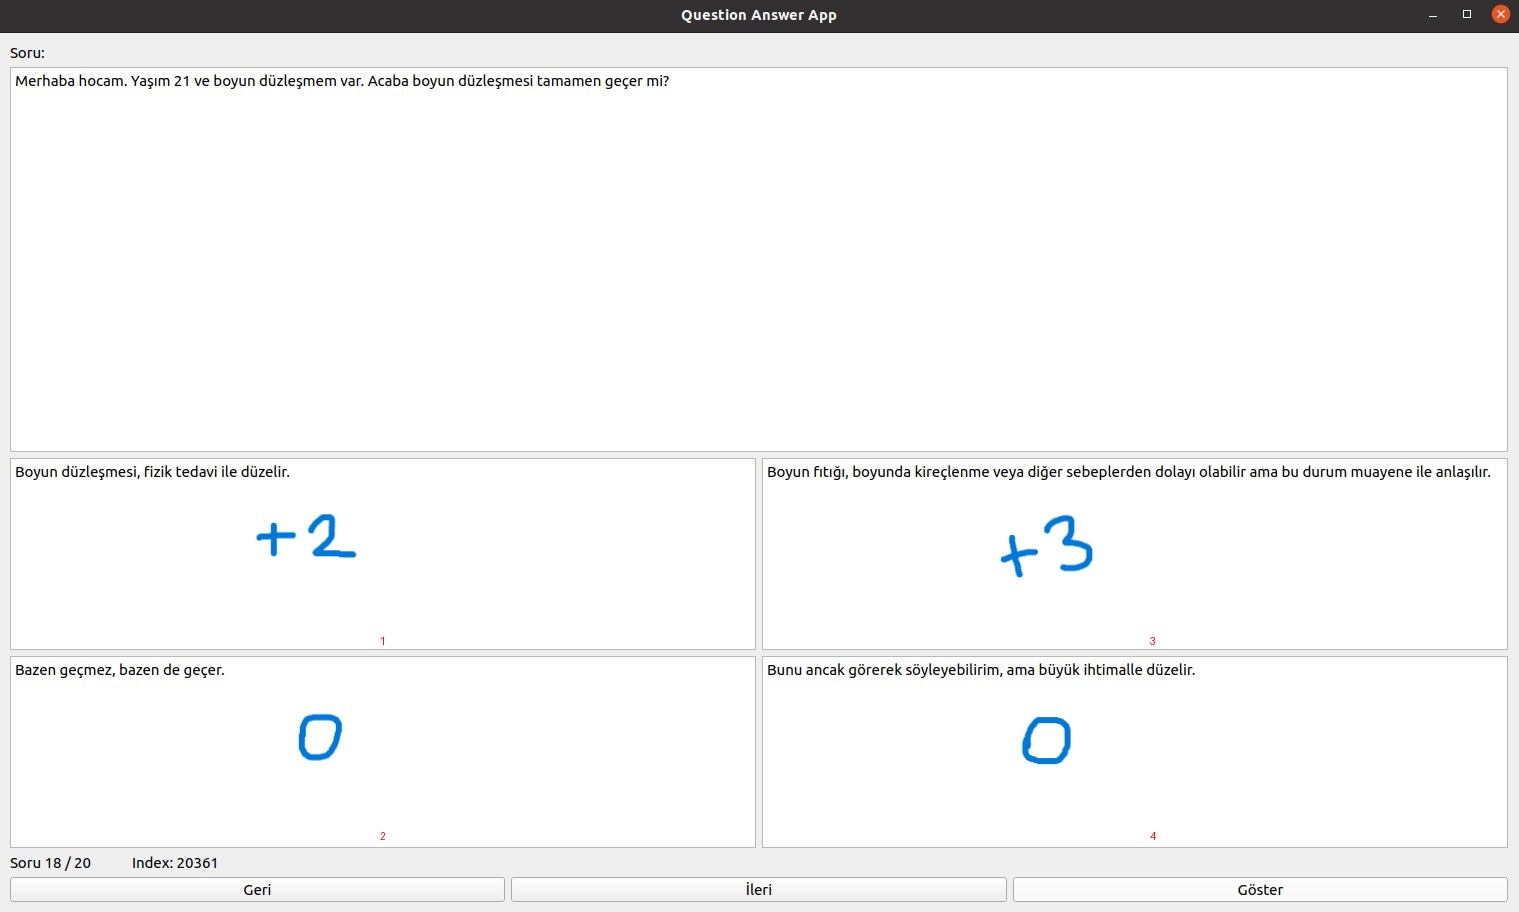 Question Answer App
Soru:
Merhaba hocam. Yaşım 21 ve boyun düzleşmem var. Acaba boyun düzleşmesi tamamen geçer mi?
Boyun düzleşmesi, fizik tedavi ile düzelir.
+2
1
Boyun fıtığı, boyunda kireçlenme veya diğer sebeplerden dolayı olabilir ama bu durum muayene ile anlaşılır.
+3
3
Bazen geçmez, bazen de geçer.
0
2
Bunu ancak görerek söyleyebilirim, ama büyük ihtimalle düzelir.
0
4
Soru 18 / 20 Index: 20361
Geri İleri Göster